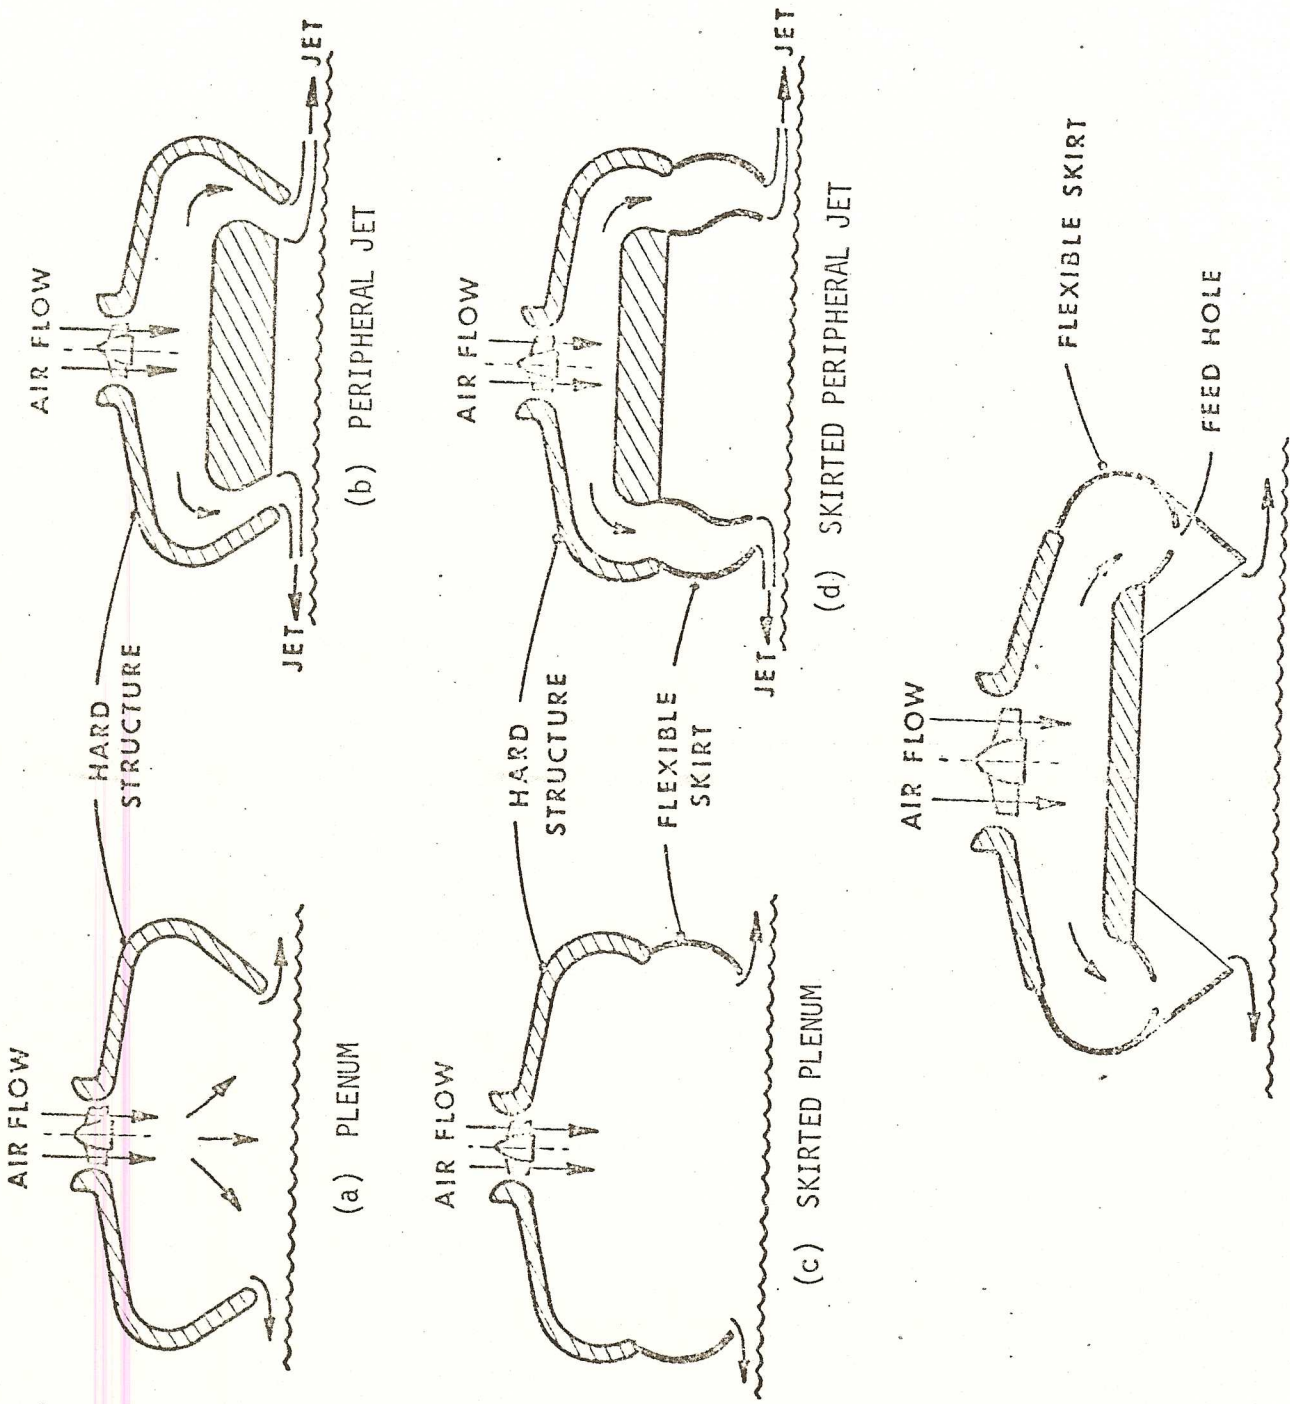 AIR FLOW
HARD
STRUCTURE
(a) PLENUM
AIR FLOW
JET
JET
(b) PERIPHERAL JET
AIR FLOW
HARD
STRUCTURE
FLEXIBLE
SKIRT
(c) SKIRTED PLENUM
AIR FLOW
JET
JET
(d) SKIRTED PERIPHERAL JET
AIR FLOW
FLEXIBLE SKIRT
FEED HOLE